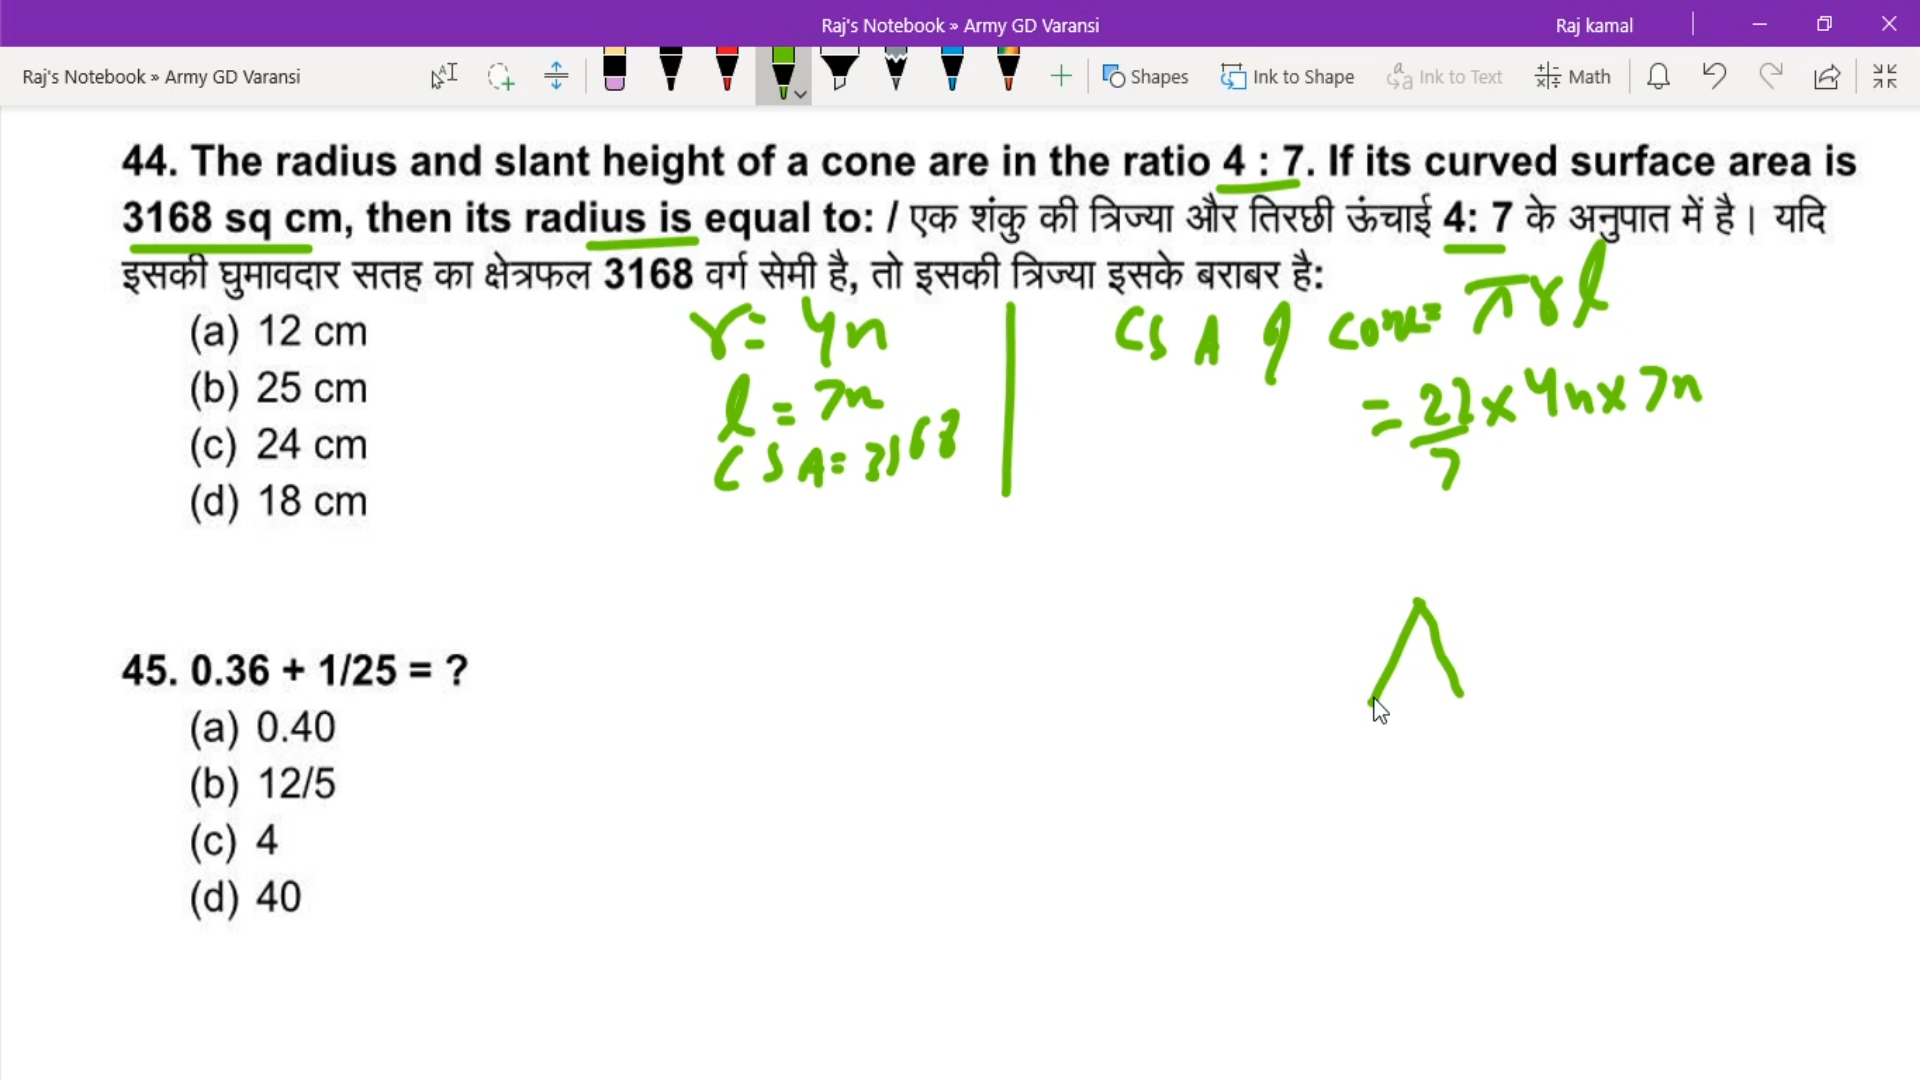 Raj's Notebook » Army GD Varansi
Raj kamal
Raj's Notebook » Army GD Varansi
Shapes
Ink to Shape
Ink to Text
Math
44. The radius and slant height of a cone are in the ratio 4 : 7. If its curved surface area is
3168 sq cm, then its radius is equal to: / एक शंकु की त्रिज्या और तिरछी ऊंचाई 4: 7 के अनुपात में है। यदि
इसकी घुमावदार सतह का क्षेत्रफल 3168 वर्ग सेमी है, तो इसकी त्रिज्या इसके बराबर है:
(a) 12 cm
(b) 25 cm
(c) 24 cm
(d) 18 cm
r = 4x
l = 7x
CSA = 3168
CSA of cone = πrl
= 22/7 × 4x × 7x
45. 0.36 + 1/25 = ?
(a) 0.40
(b) 12/5
(c) 4
(d) 40